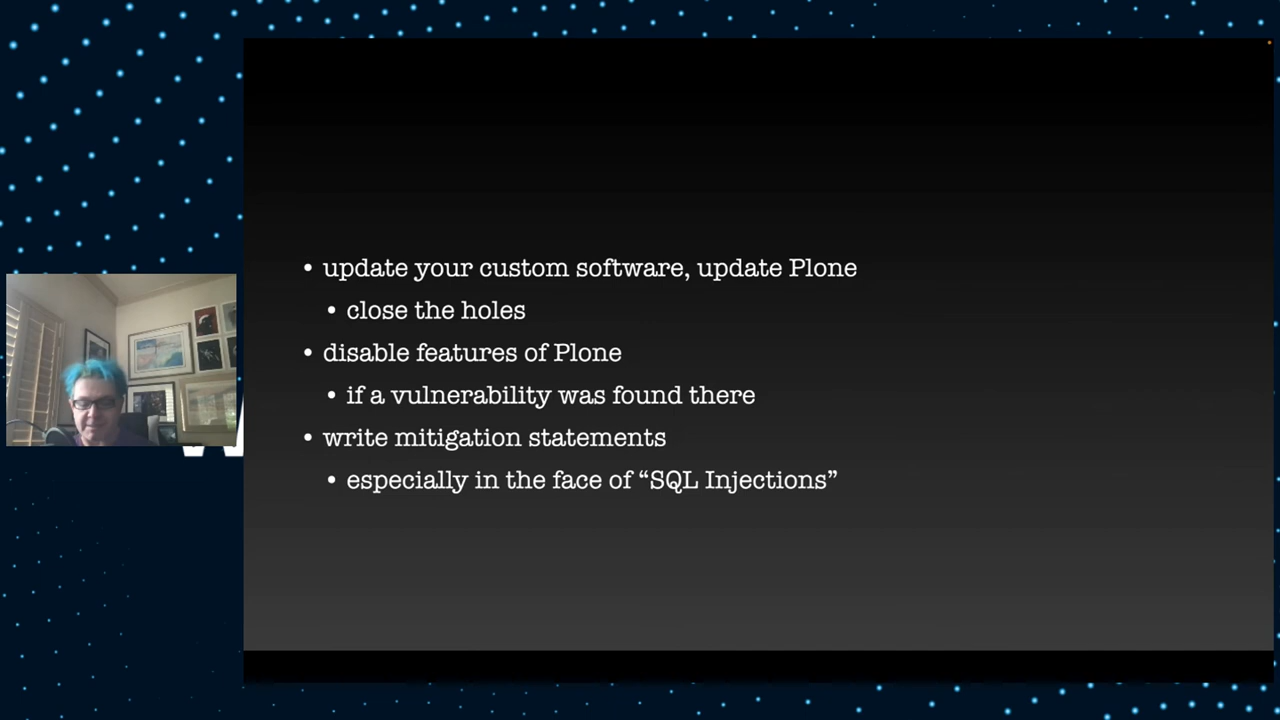 • update your custom software, update Plone
• close the holes
• disable features of Plone
• if a vulnerability was found there
• write mitigation statements
• especially in the face of “SQL Injections”